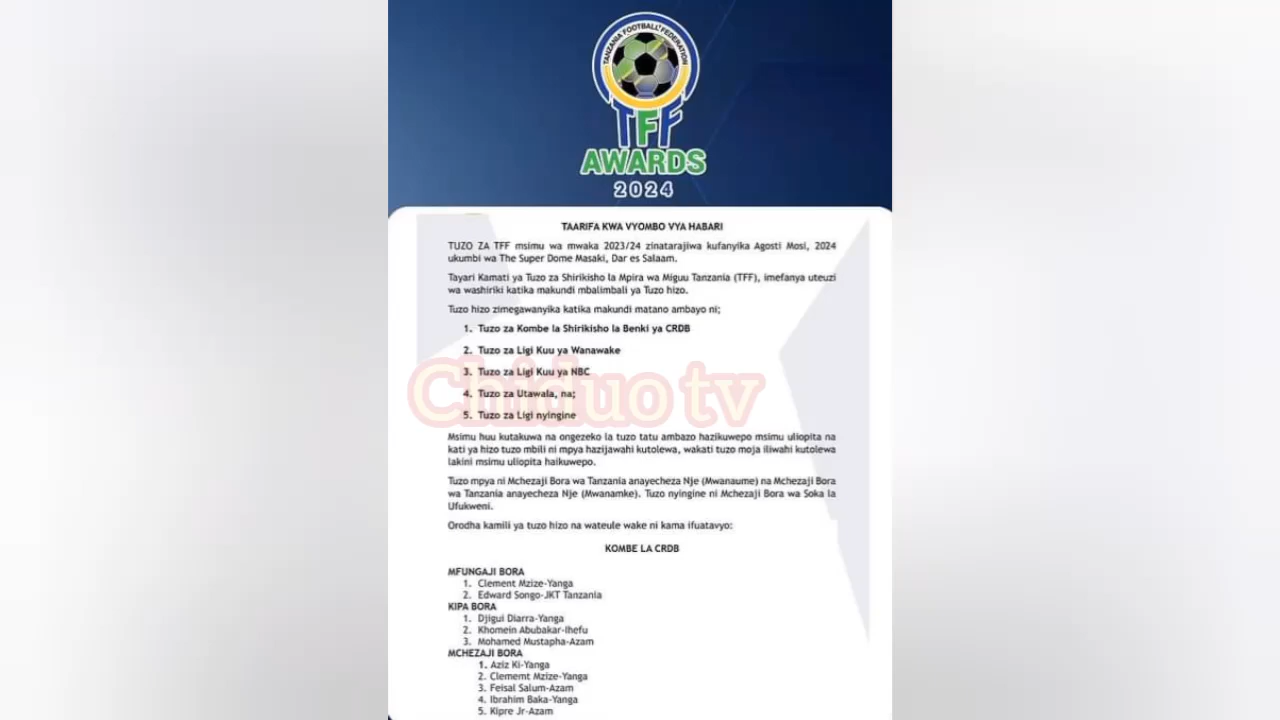 TANZANIA FOOTBALL FEDERATION
TFF
AWARDS
2024
TAARIFA KWA VYOMBO VYA HABARI
TUZO ZA TFF msimu wa mwaka 2023/24 zinatarajiwa kufanyika Agosti Mosi, 2024
ukumbi wa The Super Dome Masaki, Dar es Salaam.
Tayari Kamati ya Tuzo za Shirikisho la Mpira wa Miguu Tanzania (TFF), imefanya uteuzi
wa washiriki katika makundi mbalimbali ya Tuzo hizo.
Tuzo hizo zimegawanyika katika makundi matano ambayo ni;
1. Tuzo za Kombe la Shirikisho la Benki ya CRDB
2. Tuzo za Ligi Kuu ya Wanawake
3. Tuzo za Ligi Kuu ya NBC
4. Tuzo za Utawala, na;
5. Tuzo za Ligi nyingine
Chiduo tv
Msimu huu kutakuwa na ongezeko la tuzo tatu ambazo hazikuwepo msimu uliopita na
kati ya hizo tuzo mbili ni mpya hazijawahi kutolewa, wakati tuzo moja iliwahi kutolewa
lakini msimu uliopita haikuwepo.
Tuzo mpya ni Mchezaji Bora wa Tanzania anayecheza Nje (Mwanaume) na Mchezaji Bora
wa Tanzania anayecheza Nje (Mwanamke). Tuzo nyingine ni Mchezaji Bora wa Soka la
Ufukweni.
Orodha kamili ya tuzo hizo na wateule wake ni kama ifuatavyo:
KOMBE LA CRDB
MFUNGAJI BORA
1. Clement Mzize-Yanga
2. Edward Songo-JKT Tanzania
KIPA BORA
1. Djigui Diarra-Yanga
2. Khomein Abubakar-Ihefu
3. Mohamed Mustapha-Azam
MCHEZAJI BORA
1. Aziz Ki-Yanga
2. Clememt Mzize-Yanga
3. Feisal Salum-Azam
4. Ibrahim Baka-Yanga
5. Kipre Jr-Azam